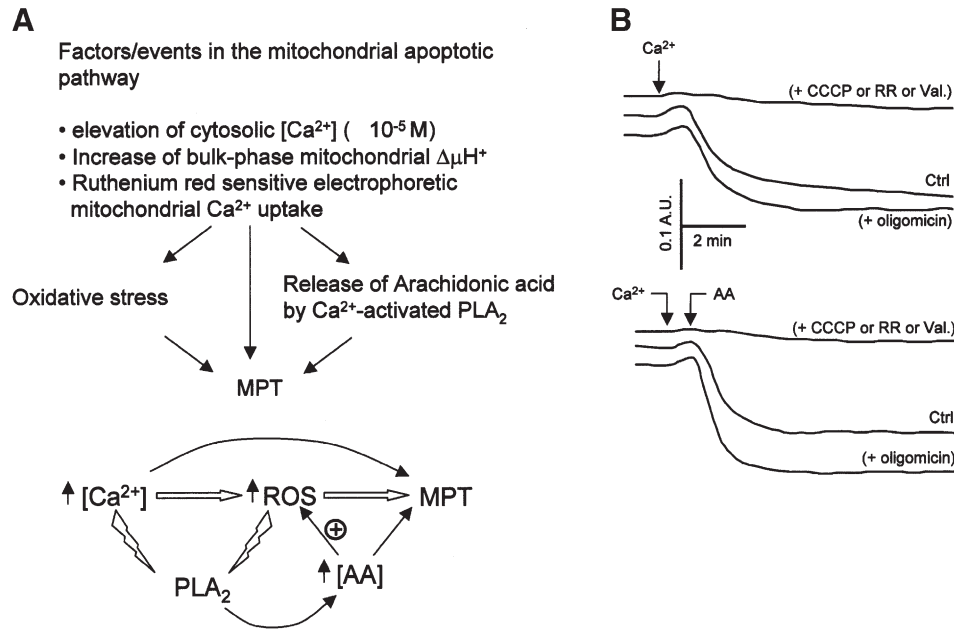 A
Factors/events in the mitochondrial apoptotic
pathway
• elevation of cytosolic [Ca²⁺] ( 10⁻⁵ M)
• Increase of bulk-phase mitochondrial ΔμH⁺
• Ruthenium red sensitive electrophoretic
mitochondrial Ca²⁺ uptake
Oxidative stress
Release of Arachidonic acid
by Ca²⁺-activated PLA₂
MPT
[Ca²⁺]
ROS
MPT
+
[AA]
PLA₂
B
Ca²⁺
(+ CCCP or RR or Val.)
Ctrl
(+ oligomicin)
0.1 A.U.
2 min
Ca²⁺
AA
(+ CCCP or RR or Val.)
Ctrl
(+ oligomicin)